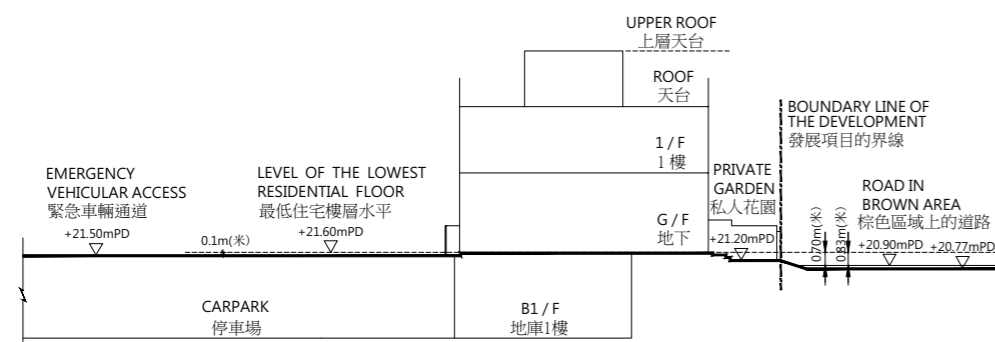 UPPER ROOF
上層天台
ROOF
天台
1 / F
1 樓
G / F
地下
B1 / F
地庫1樓
EMERGENCY
VEHICULAR ACCESS
緊急車輛通道
+21.50mPD
0.1m(米)
LEVEL OF THE LOWEST
RESIDENTIAL FLOOR
最低住宅樓層水平
+21.60mPD
CARPARK
停車場
PRIVATE
GARDEN
私人花園
+21.20mPD
BOUNDARY LINE OF
THE DEVELOPMENT
發展項目的界線
0.70m(米)
0.83m(米)
ROAD IN
BROWN AREA
棕色區域上的道路
+20.90mPD
+20.77mPD